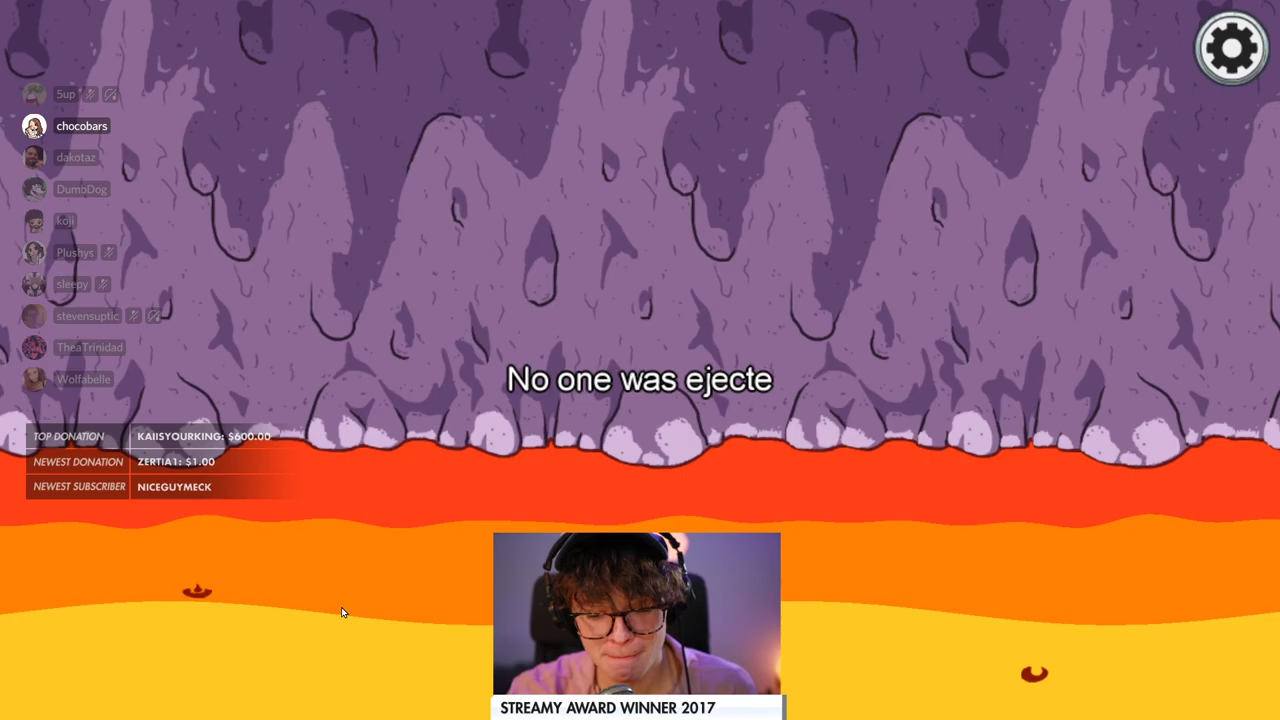 5up
chocobars
dakotaz
DumbDog
koji
Plushys
sleepy
stevensuptic
TheaTrinidad
Wolfabelle
No one was ejecte
TOP DONATION KAIISYOURKING: $600.00
NEWEST DONATION ZERTIA1: $1.00
NEWEST SUBSCRIBER NICEGUYMECK
STREAMY AWARD WINNER 2017